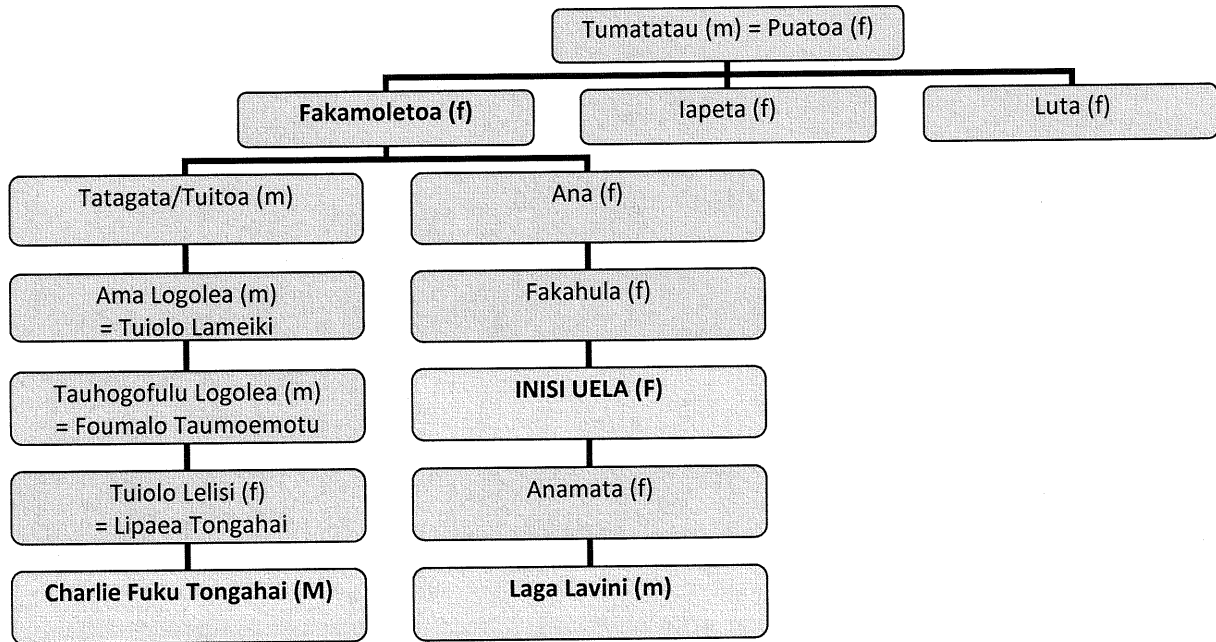 Tumatatau (m) = Puatoa (f)
Fakamoletoa (f)
Iapeta (f)
Luta (f)
Tatagata/Tuitoa (m)
Ana (f)
Ama Logolea (m)
= Tuiolo Lameiki
Fakahula (f)
Tauhogofulu Logolea (m)
= Foumalo Taumoemotu
INISI UELA (F)
Tuiolo Lelisi (f)
= Lipaea Tongahai
Anamata (f)
Charlie Fuku Tongahai (M)
Laga Lavini (m)